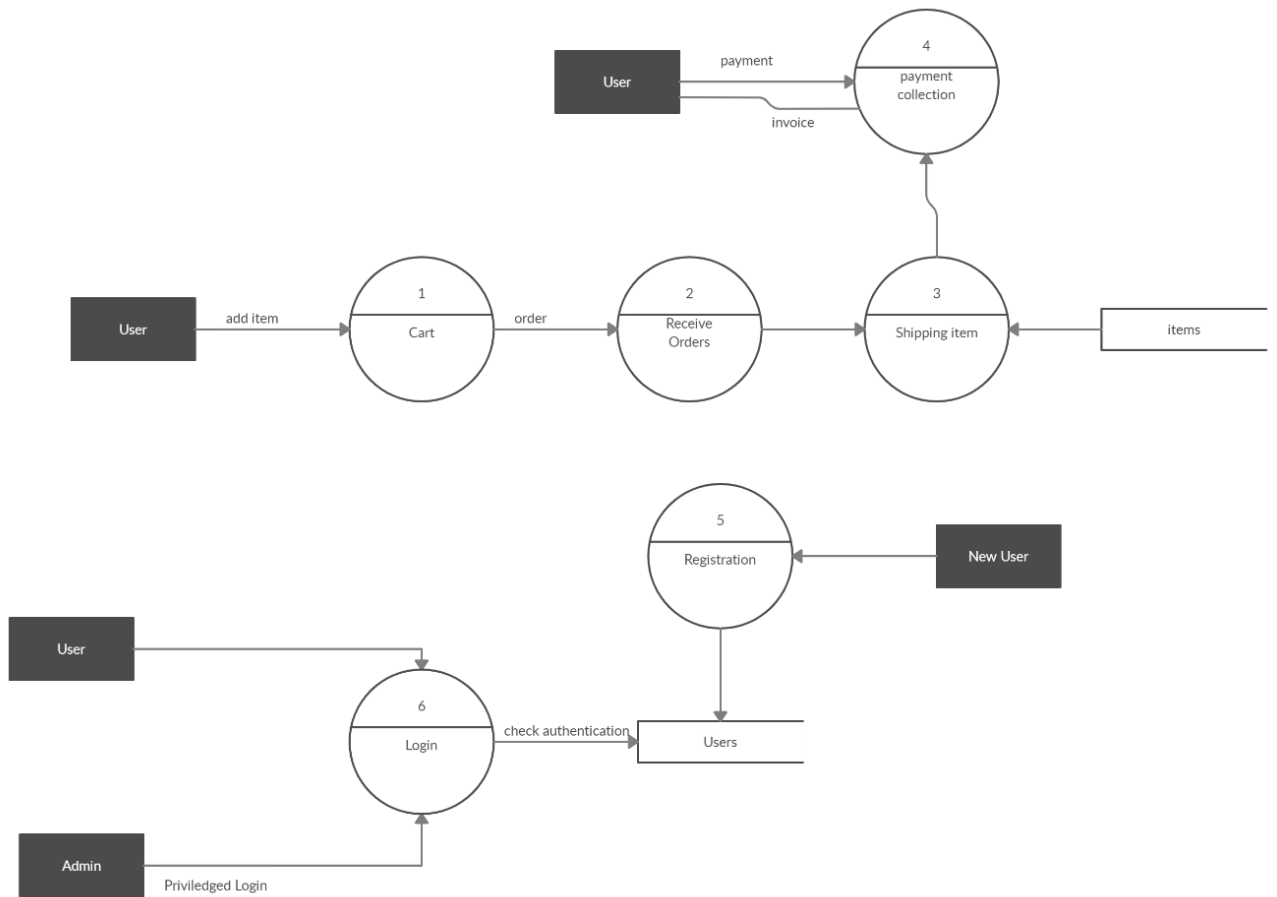 4
payment
User
payment
collection
invoice
1
2
3
add item
order
User
Cart
Receive
Orders
Shipping item
items
5
Registration
New User
User
6
check authentication
Login
Users
Admin
Priviledged Login